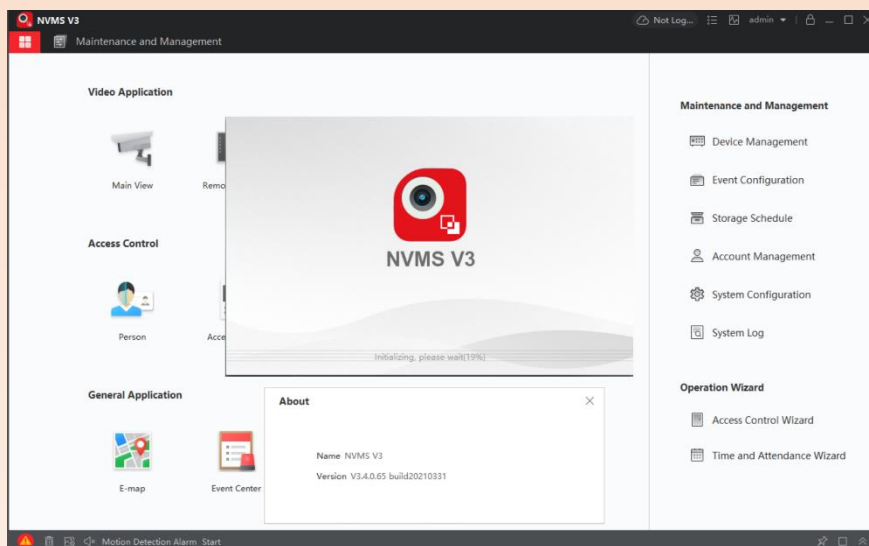 NVMS V3
Not Log...
admin
Maintenance and Management
Video Application
Main View
Remo
Access Control
Person
Acce
General Application
E-map
Event Center
NVMS V3
Initializing, please wait(19%)
About
Name NVMS V3
Version V3.4.0.65 build20210331
Maintenance and Management
Device Management
Event Configuration
Storage Schedule
Account Management
System Configuration
System Log
Operation Wizard
Access Control Wizard
Time and Attendance Wizard
Motion Detection Alarm Start